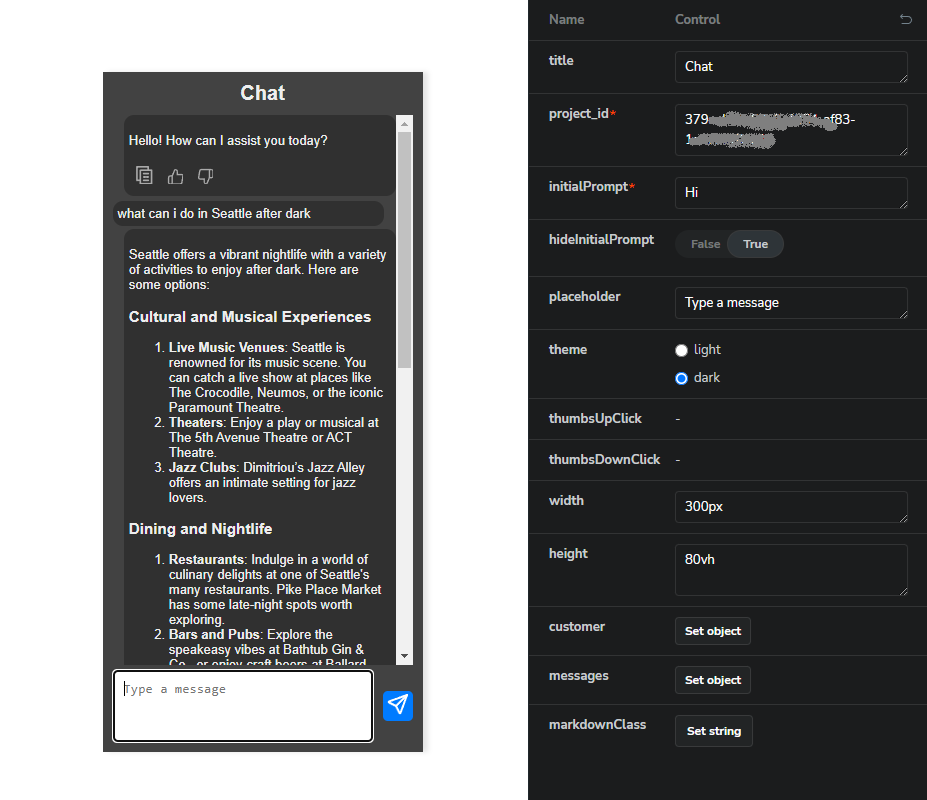 Chat
Hello! How can I assist you today?
what can i do in Seattle after dark
Seattle offers a vibrant nightlife with a variety
of activities to enjoy after dark. Here are
some options:
Cultural and Musical Experiences
1. Live Music Venues: Seattle is
renowned for its music scene. You
can catch a live show at places like
The Crocodile, Neumos, or the iconic
Paramount Theatre.
2. Theaters: Enjoy a play or musical at
The 5th Avenue Theatre or ACT
Theatre.
3. Jazz Clubs: Dimitriou's Jazz Alley
offers an intimate setting for jazz
lovers.
Dining and Nightlife
1. Restaurants: Indulge in a world of
culinary delights at one of Seattle's
many restaurants. Pike Place Market
has some late-night spots worth
exploring.
2. Bars and Pubs: Explore the
speakeasy vibes at Bathtub Gin &
Co., or enjoy craft beers at Ballard
Type a message
Name Control
title Chat
project_id* 379 af83-
1
initialPrompt* Hi
hideInitialPrompt False True
placeholder Type a message
theme light
dark
thumbsUpClick -
thumbsDownClick -
width 300px
height 80vh
customer Set object
messages Set object
markdownClass Set string